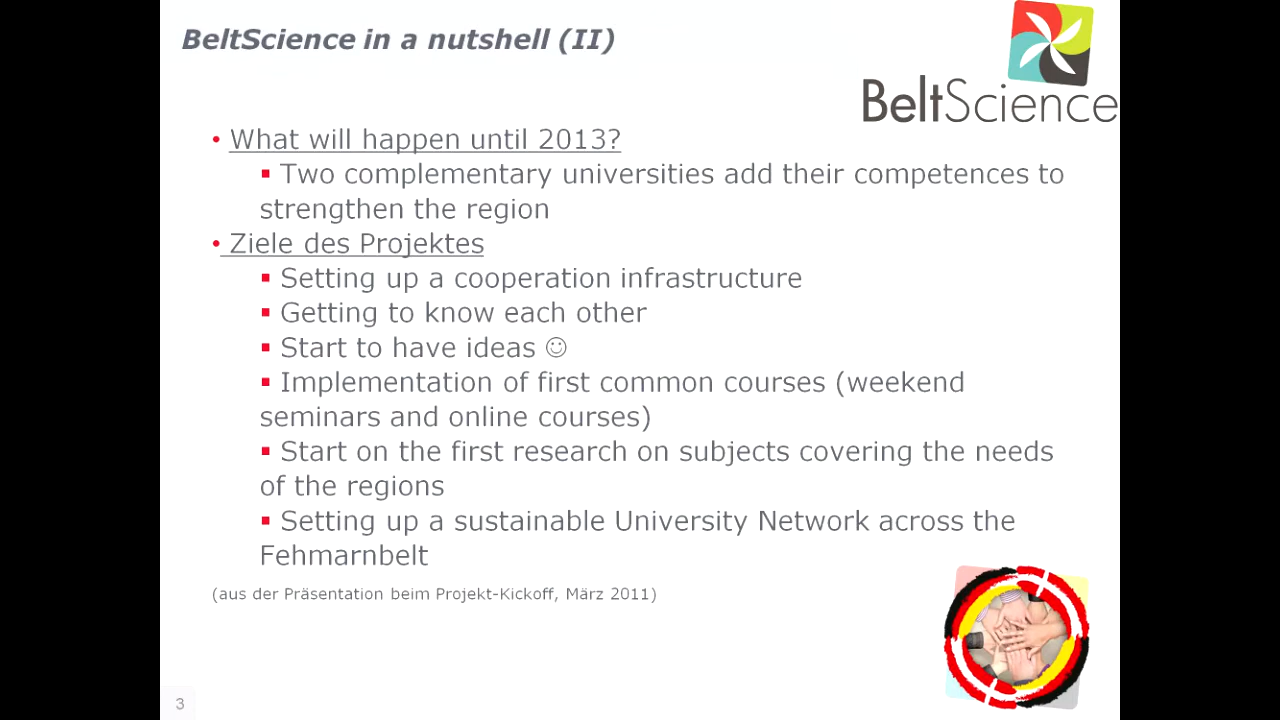 BeltScience in a nutshell (II)
BeltScience
• What will happen until 2013?
▪ Two complementary universities add their competences to
strengthen the region
• Ziele des Projektes
▪ Setting up a cooperation infrastructure
▪ Getting to know each other
▪ Start to have ideas ☺
▪ Implementation of first common courses (weekend
seminars and online courses)
▪ Start on the first research on subjects covering the needs
of the regions
▪ Setting up a sustainable University Network across the
Fehmarnbelt
(aus der Präsentation beim Projekt-Kickoff, März 2011)
3